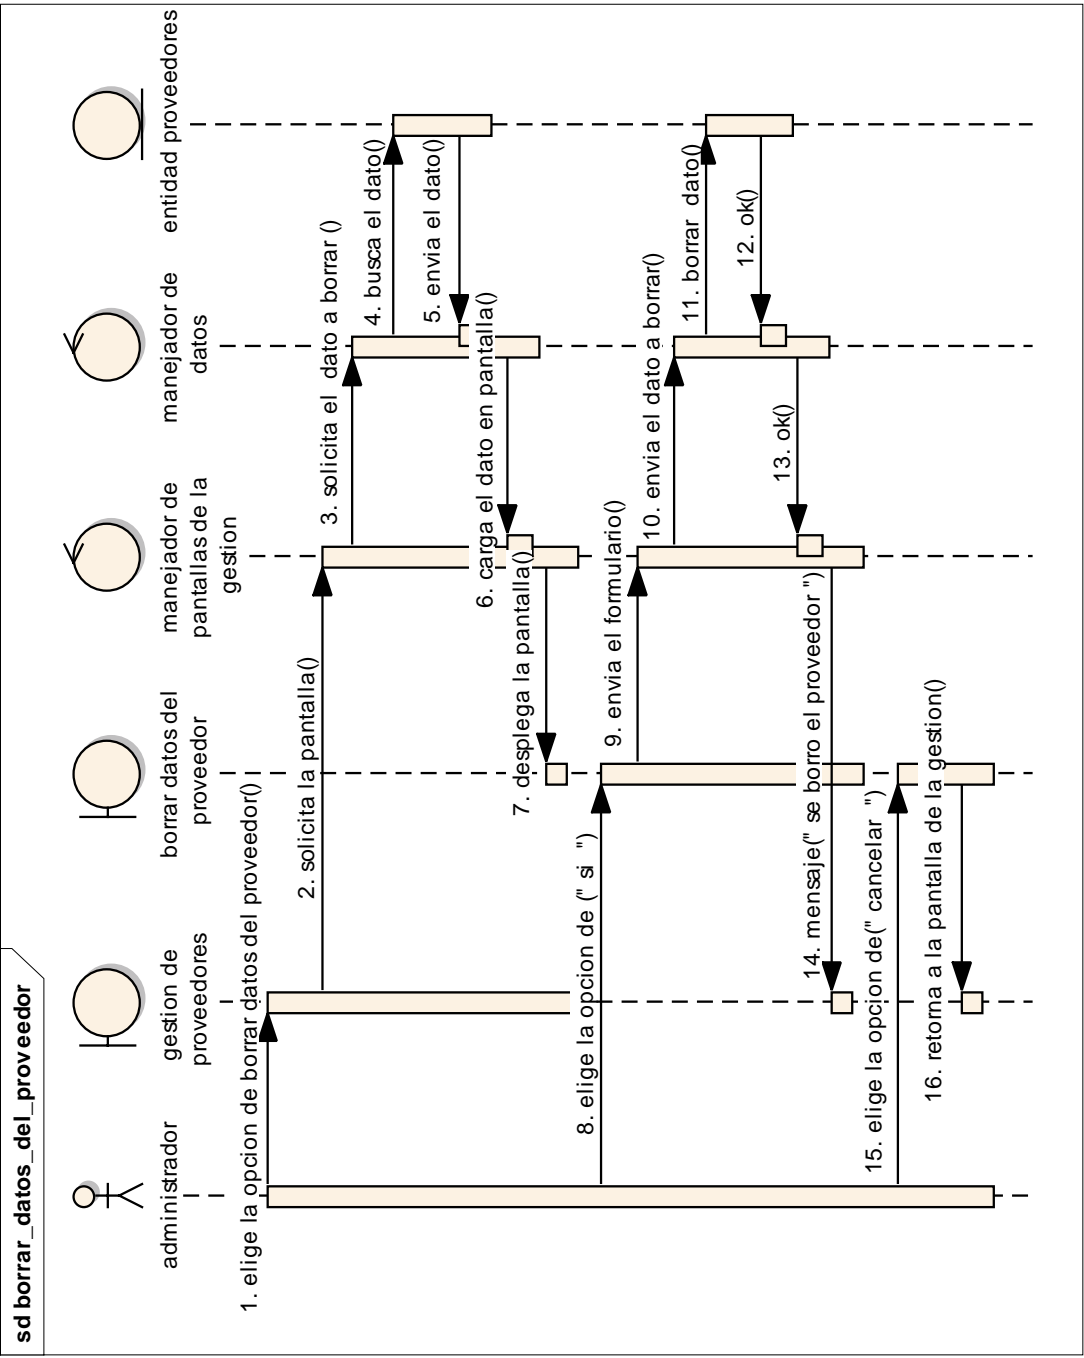 sd borrar_datos_del_proveedor
administrador
gestion de
proveedores
borrar datos del
proveedor
manejador de
pantallas de la
gestion
manejador de
datos
entidad proveedores
1. elige la opcion de borrar datos del proveedor()
2. solicita la pantalla()
3. solicita el dato a borrar ()
4. busca el dato()
5. envia el dato()
6. carga el dato en pantalla()
7. desplega la pantalla()
8. elige la opcion de (" si ")
9. envia el formulario()
10. envia el dato a borrar()
11. borrar dato()
12. ok()
13. ok()
14. mensaje(" se borro el proveedor ")
15. elige la opcion de(" cancelar ")
16. retorna a la pantalla de la gestion()